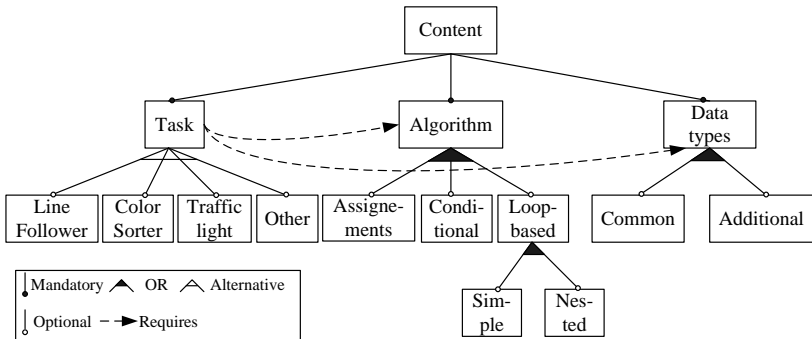 Content
Task
Algorithm
Data
types
Line
Follower
Color
Sorter
Traffic
light
Other
Assigne-
ments
Condi-
tional
Loop-
based
Common
Additional
Sim-
ple
Nes-
ted
Mandatory OR Alternative
Optional Requires